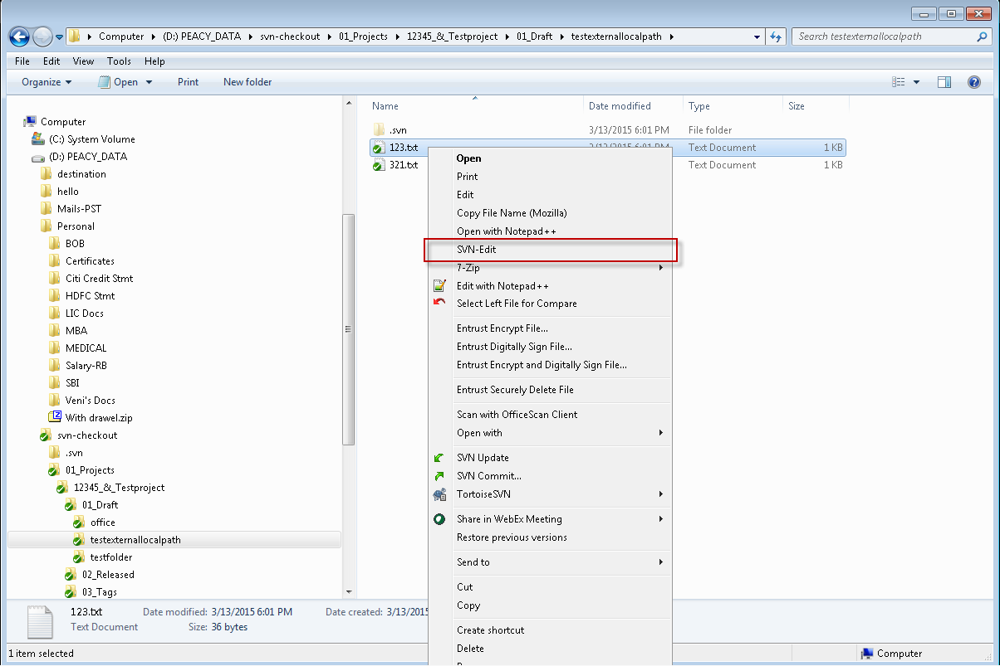 Computer ▸ (D:) PEACY_DATA ▸ svn-checkout ▸ 01_Projects ▸ 12345_&_Testproject ▸ 01_Draft ▸ testexternallocalpath ▸
Search testexternallocalpath
File Edit View Tools Help
Organize Open Print New folder
Computer
(C:) System Volume
(D:) PEACY_DATA
destination
hello
Mails-PST
Personal
BOB
Certificates
Citi Credit Stmt
HDFC Stmt
LIC Docs
MBA
MEDICAL
Salary-RB
SBI
Veni's Docs
With drawel.zip
svn-checkout
.svn
01_Projects
12345_&_Testproject
01_Draft
office
testexternallocalpath
testfolder
02_Released
03_Tags
Name Date modified Type Size
.svn 3/13/2015 6:01 PM File folder
123.txt 3/13/2015 6:01 PM Text Document 1 KB
321.txt Text Document 1 KB
Open
Print
Edit
Copy File Name (Mozilla)
Open with Notepad++
SVN-Edit
7-Zip
Edit with Notepad++
Select Left File for Compare
Entrust Encrypt File...
Entrust Digitally Sign File...
Entrust Encrypt and Digitally Sign File...
Entrust Securely Delete File
Scan with OfficeScan Client
Open with
SVN Update
SVN Commit...
TortoiseSVN
Share in WebEx Meeting
Restore previous versions
Send to
Cut
Copy
Create shortcut
Delete
123.txt Date modified: 3/13/2015 6:01 PM Date created: 3/13/2015
Text Document Size: 36 bytes
1 item selected
Computer